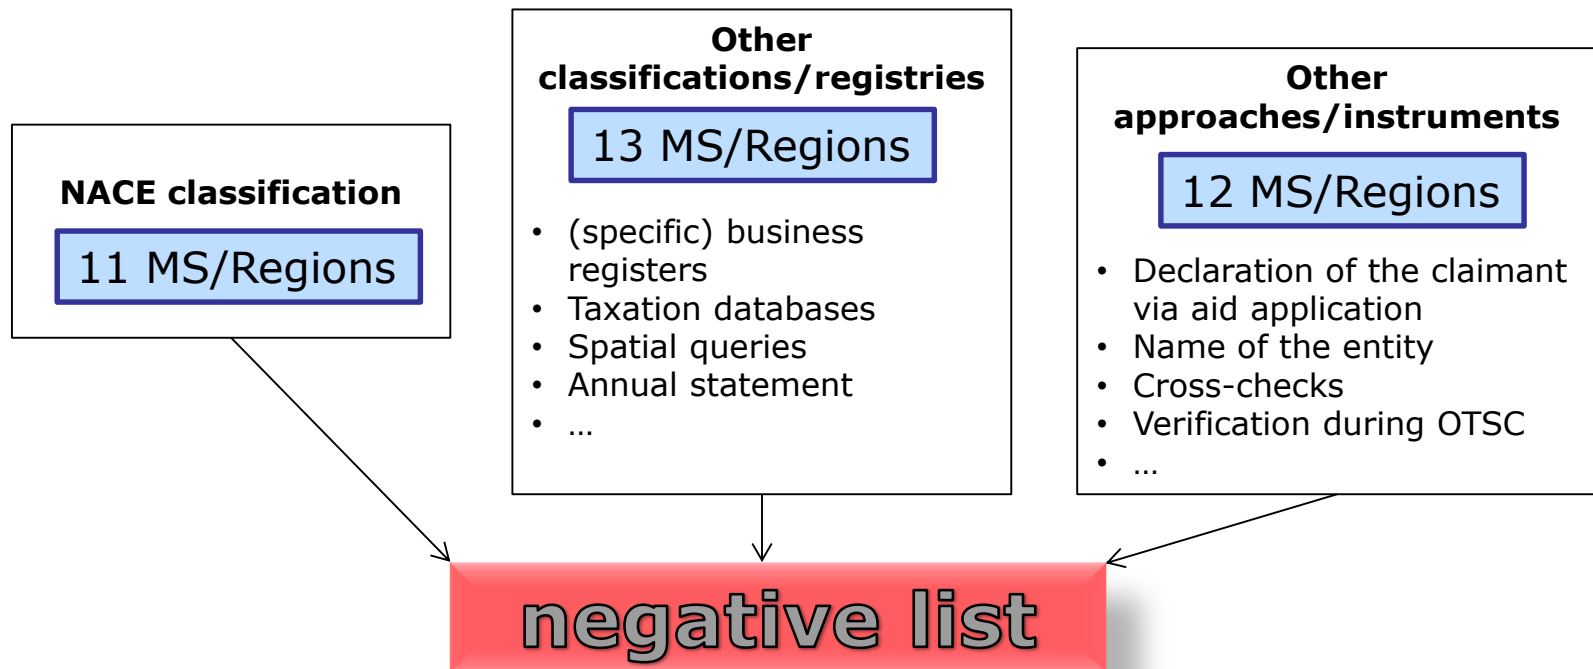 NACE classification
11 MS/Regions
Other
classifications/registries
13 MS/Regions
• (specific) business
registers
• Taxation databases
• Spatial queries
• Annual statement
• …
Other
approaches/instruments
12 MS/Regions
• Declaration of the claimant
via aid application
• Name of the entity
• Cross-checks
• Verification during OTSC
• …
negative list